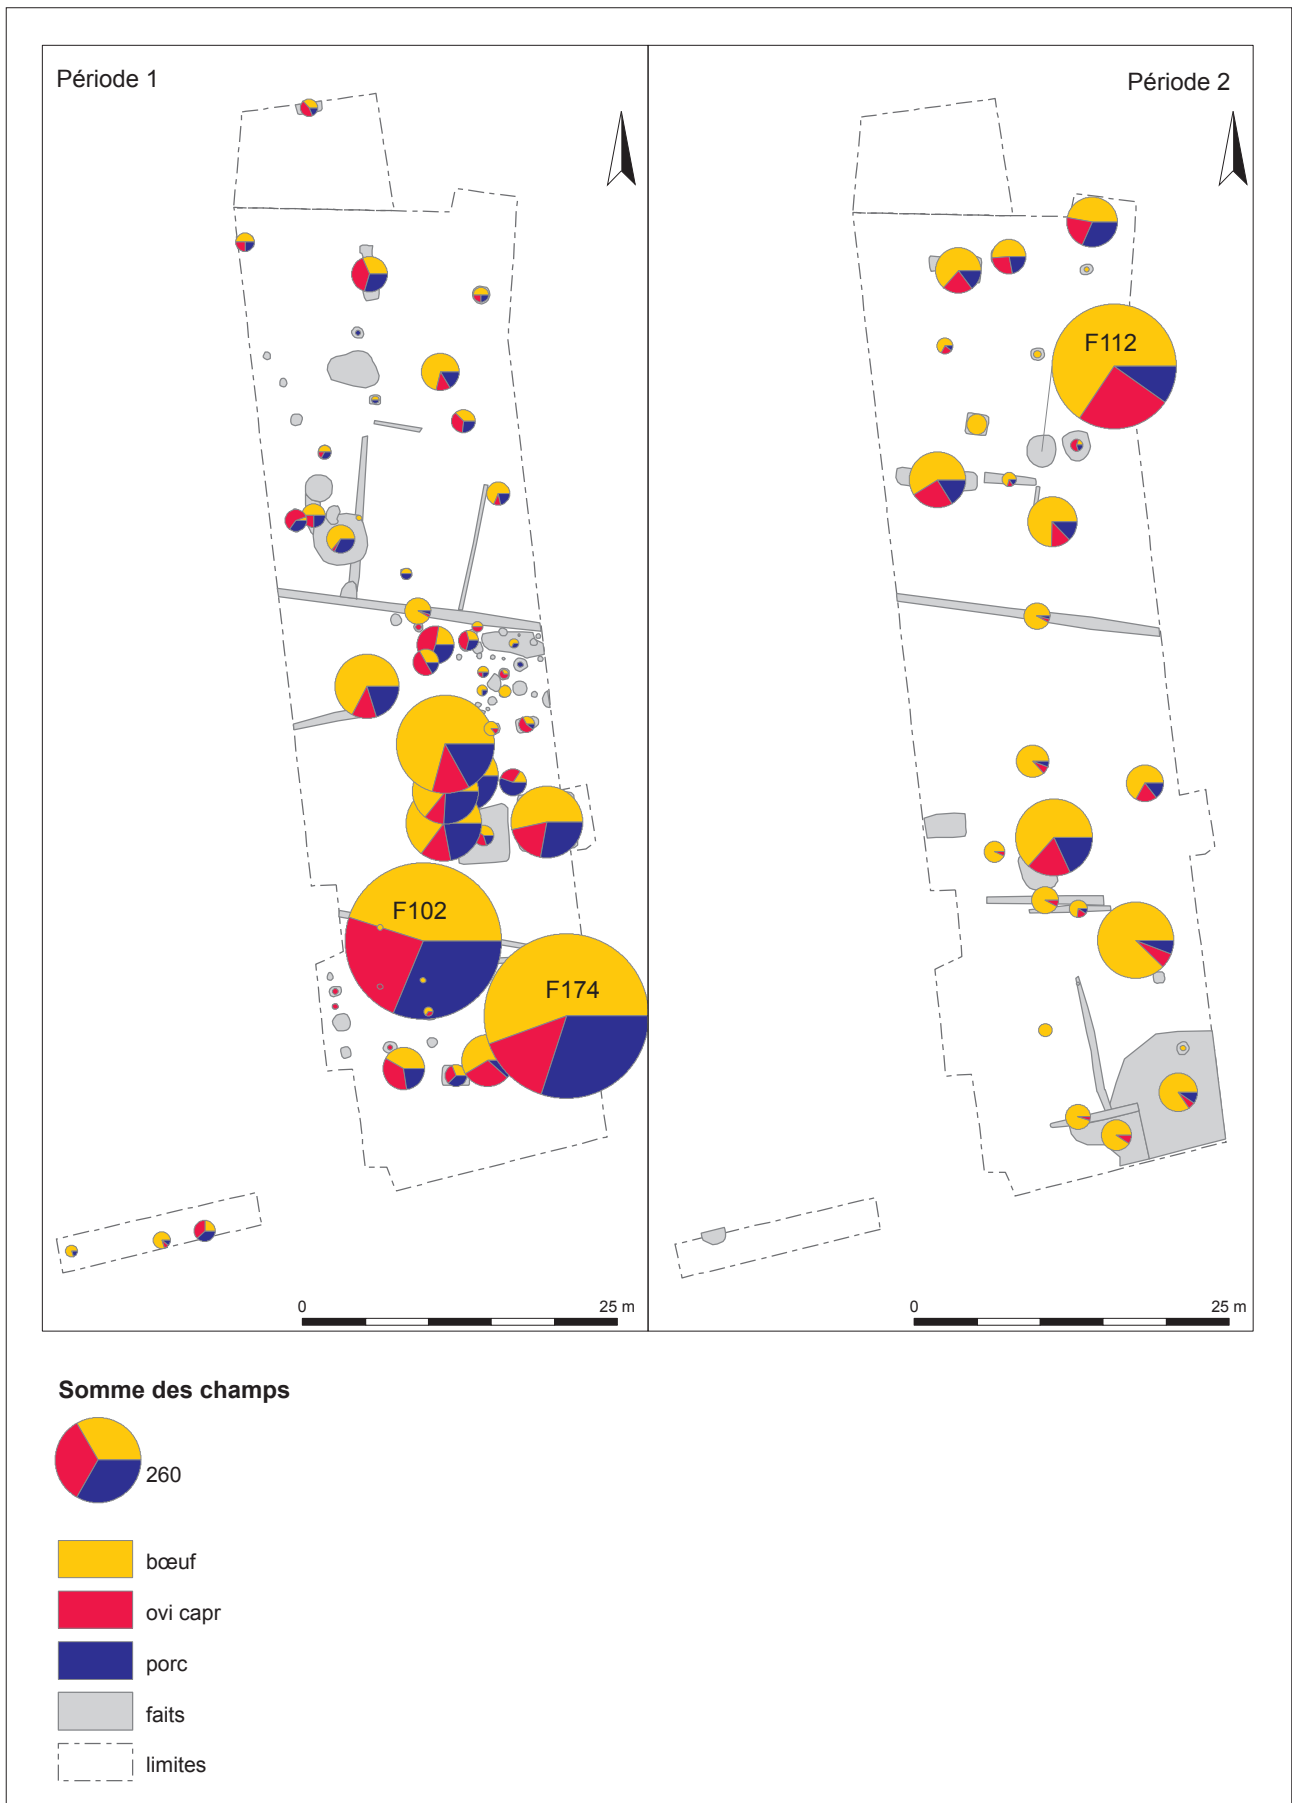 Période 1
Période 2
F112
F102
F174
0 25 m
0 25 m
Somme des champs
260
bœuf
ovi capr
porc
faits
limites